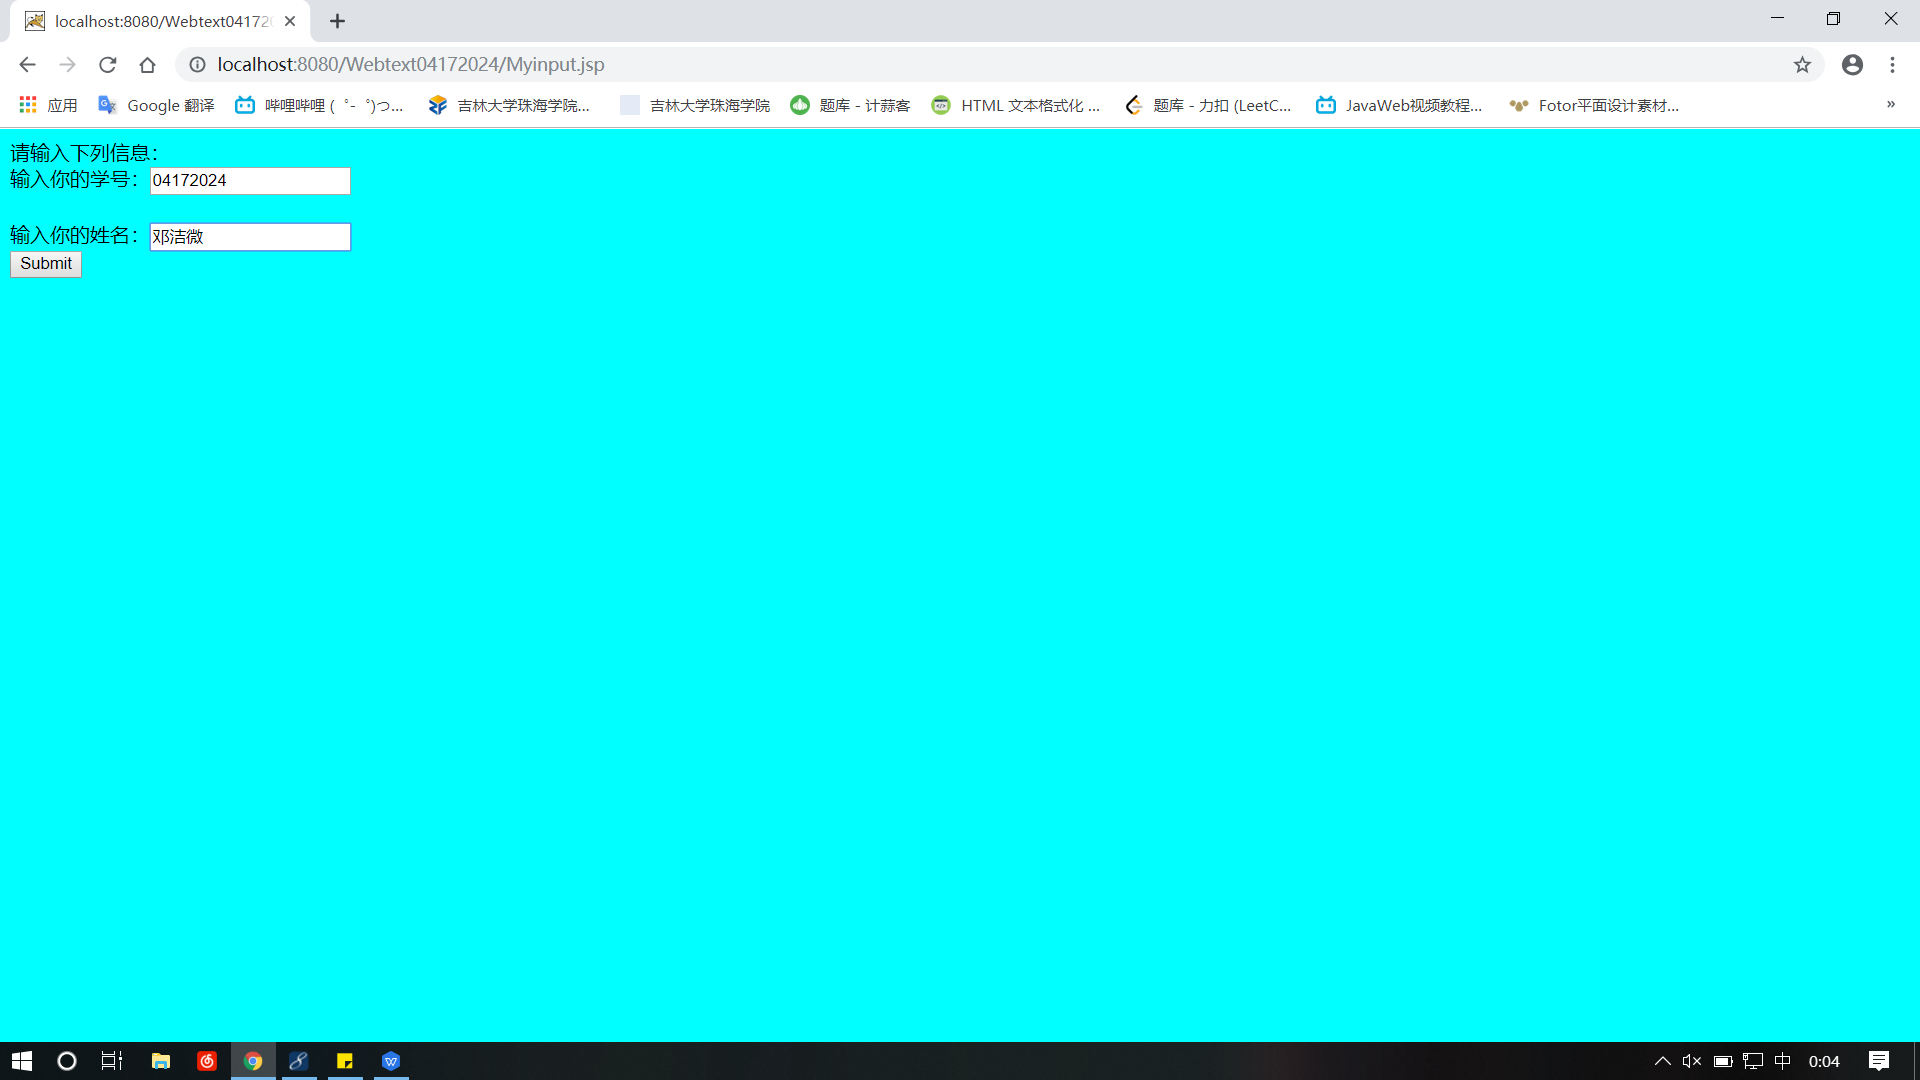 localhost:8080/Webtext04172
localhost:8080/Webtext04172024/Myinput.jsp
应用 Google 翻译 哔哩哔哩 ( ゜- ゜)つ... 吉林大学珠海学院... 吉林大学珠海学院 题库 - 计蒜客 HTML 文本格式化 ... 题库 - 力扣 (LeetC... JavaWeb视频教程... Fotor平面设计素材... »
请输入下列信息：
输入你的学号： 04172024
输入你的姓名： 邓洁微
Submit
中 0:04